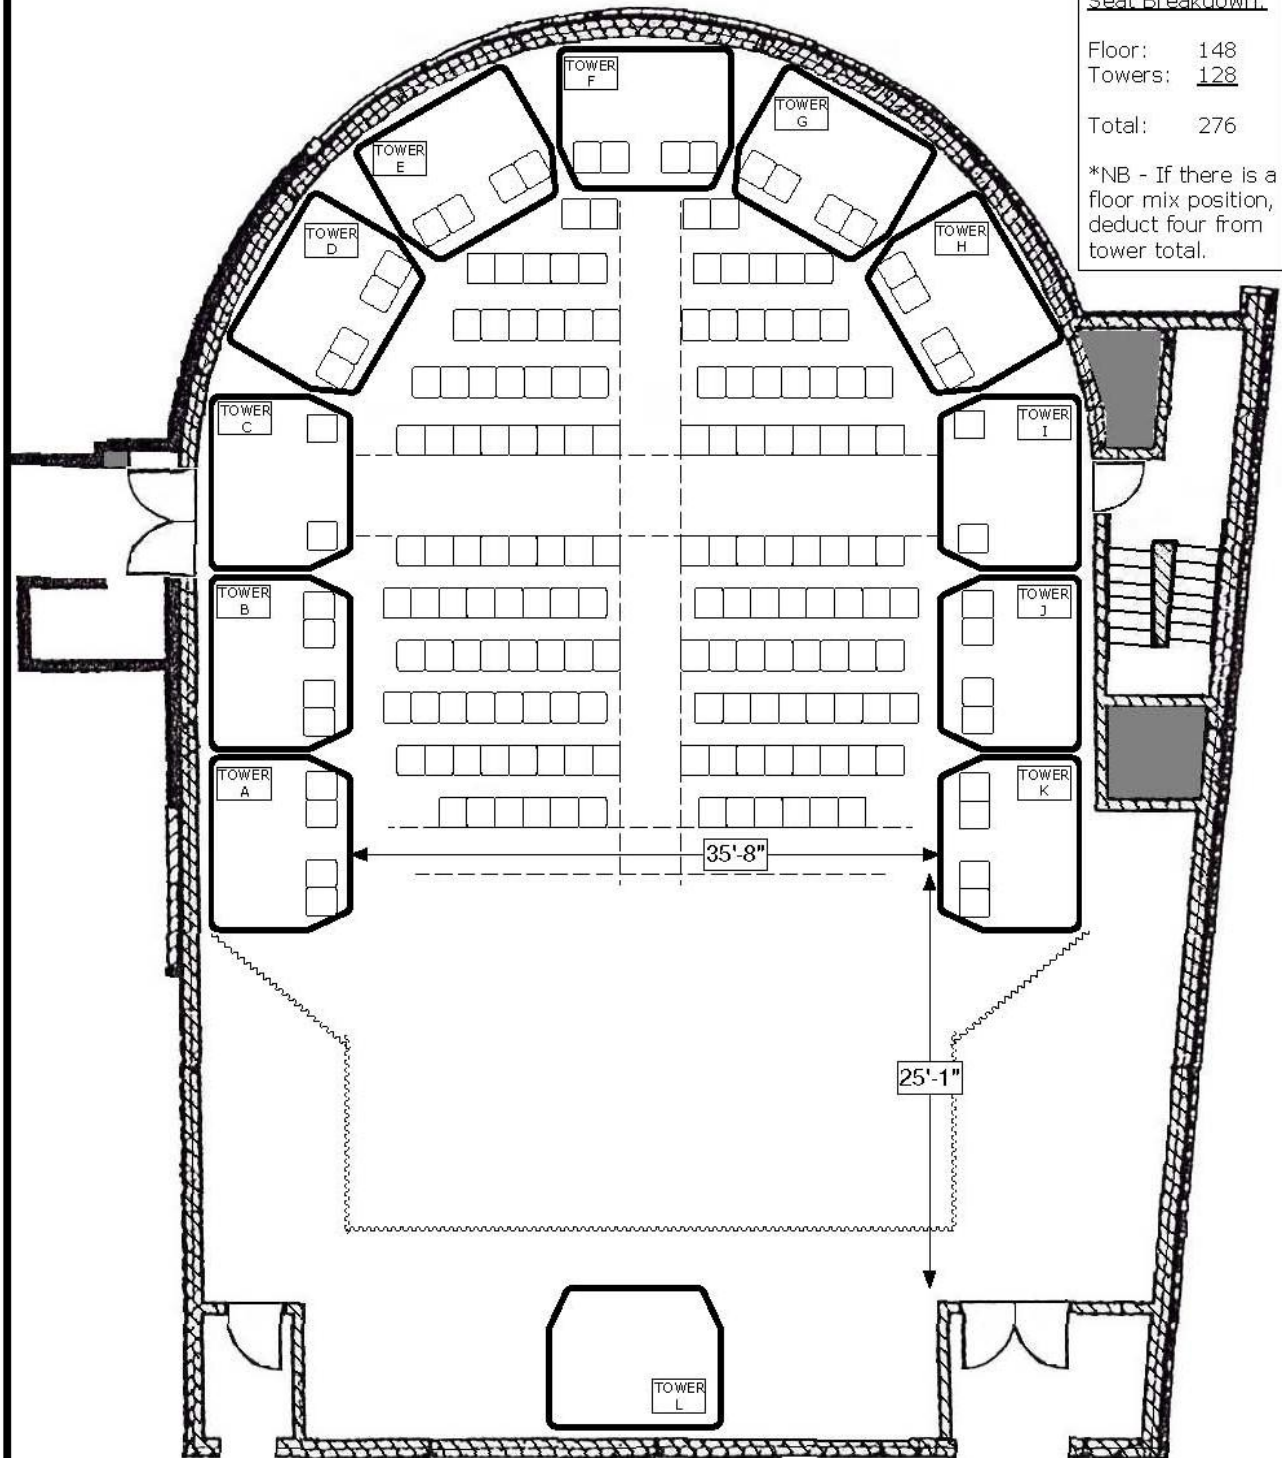 Seat Breakdown:
Floor: 148
Towers: 128
Total: 276
*NB - If there is a
floor mix position,
deduct four from
tower total.
TOWER
F
TOWER
G
TOWER
E
TOWER
D
TOWER
H
TOWER
C
TOWER
I
TOWER
B
TOWER
J
TOWER
A
TOWER
K
35'-8"
25'-1"
TOWER
L